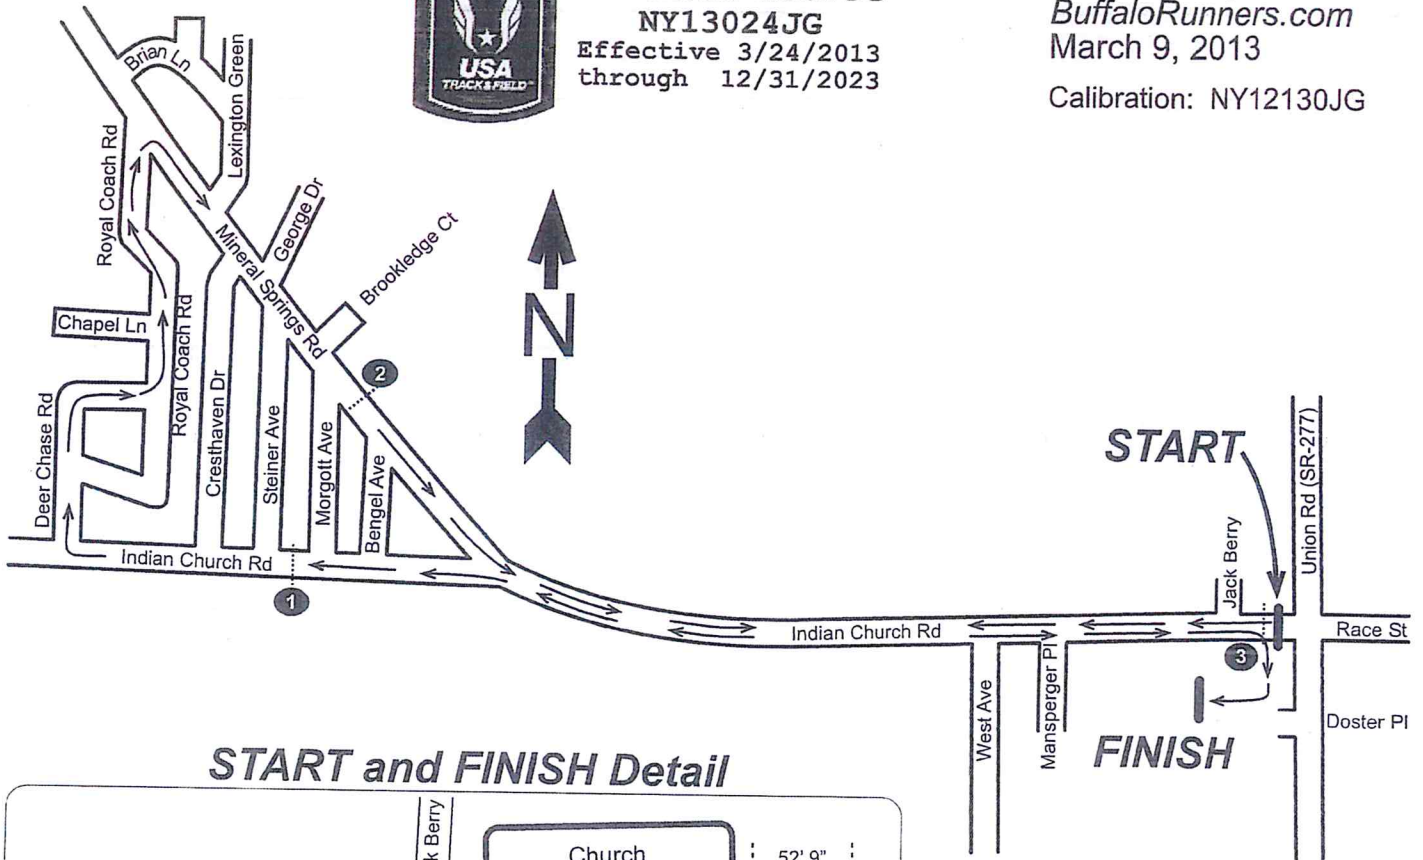 NY13024JG
Effective 3/24/2013
through 12/31/2023
USA
TRACK & FIELD
BuffaloRunners.com
March 9, 2013
Calibration: NY12130JG
Brian Ln
Lexington Green
Royal Coach Rd
George Dr
Mineral Springs Rd
Brookledge Ct
N
Chapel Ln
Royal Coach Rd
Deer Chase Rd
Cresthaven Dr
Steiner Ave
Morgott Ave
Bengel Ave
2
START
Union Rd (SR-277)
Jack Berry
Indian Church Rd
1
Indian Church Rd
Race St
3
West Ave
Mansperger Pl
Doster Pl
FINISH
START and FINISH Detail
k Berry
Church
52' 9"